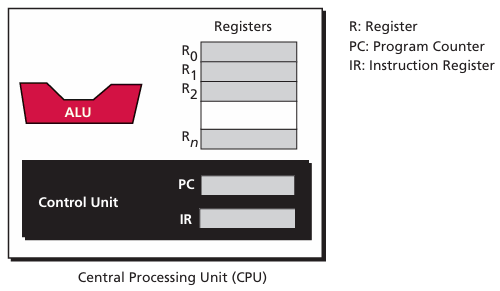 Registers
R: Register
PC: Program Counter
IR: Instruction Register
R0
R1
R2
Rn
ALU
Control Unit
PC
IR
Central Processing Unit (CPU)